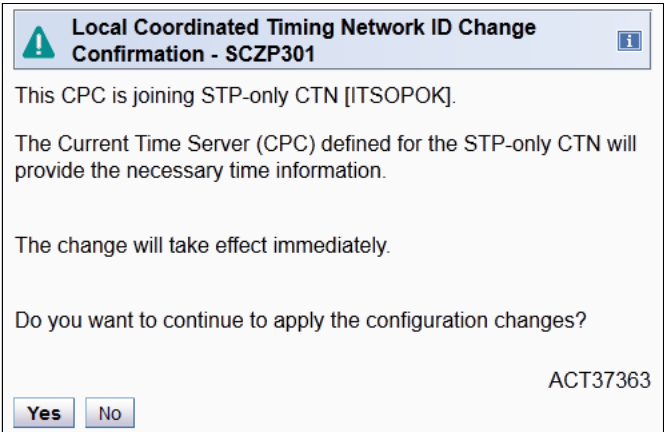 Local Coordinated Timing Network ID Change
Confirmation - SCZP301
i
This CPC is joining STP-only CTN [ITSOPOK].
The Current Time Server (CPC) defined for the STP-only CTN will
provide the necessary time information.
The change will take effect immediately.
Do you want to continue to apply the configuration changes?
ACT37363
Yes No